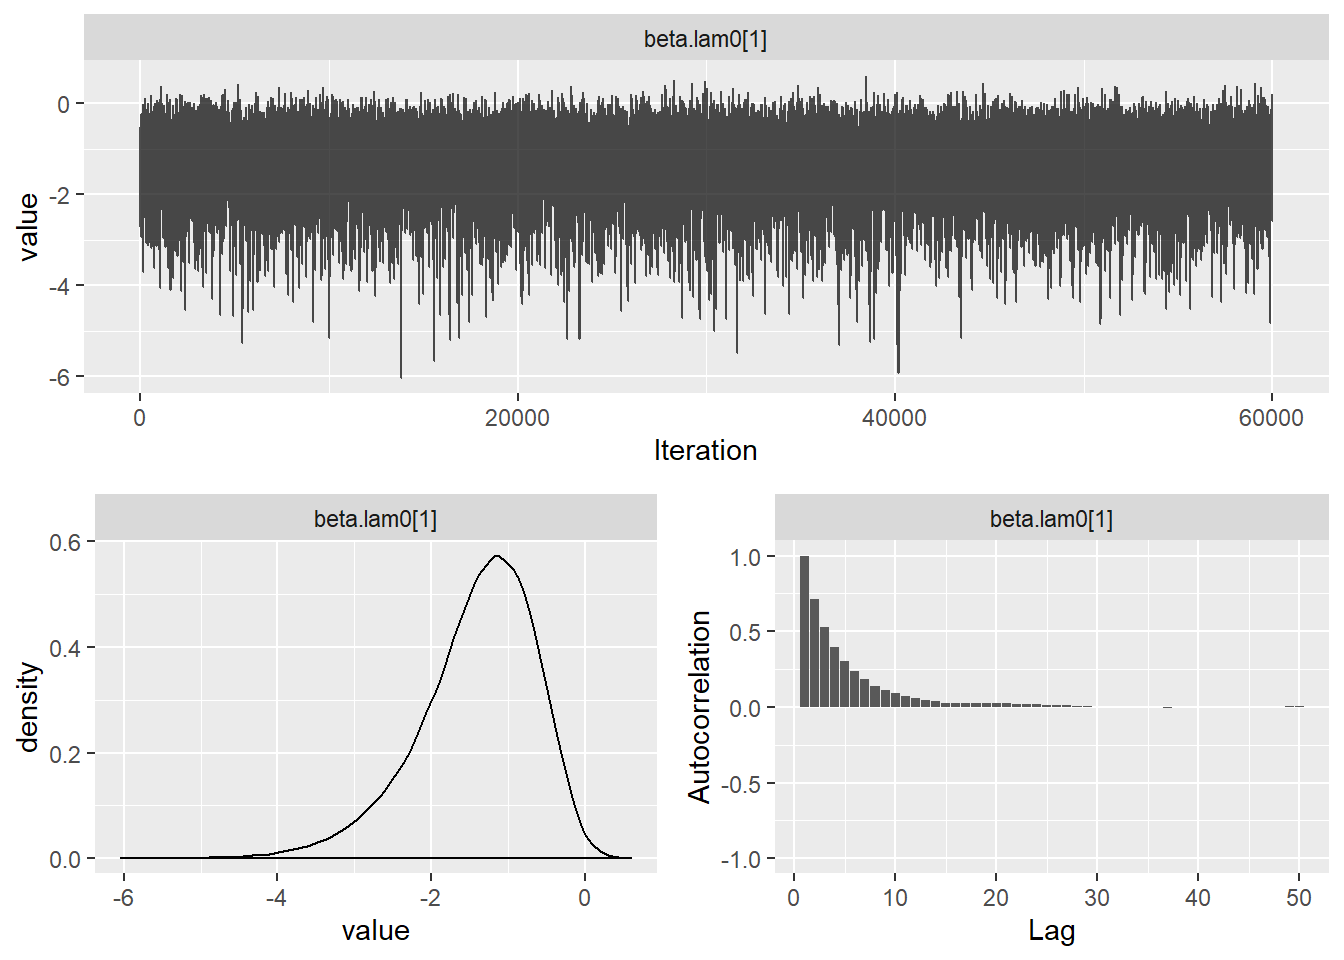 beta.lam0[1]
0
-2
-4
-6
value
0 20000 40000 60000
Iteration
beta.lam0[1]
0.6
0.4
0.2
0.0
density
-6 -4 -2 0
value
beta.lam0[1]
1.0
0.5
0.0
-0.5
-1.0
Autocorrelation
0 10 20 30 40 50
Lag